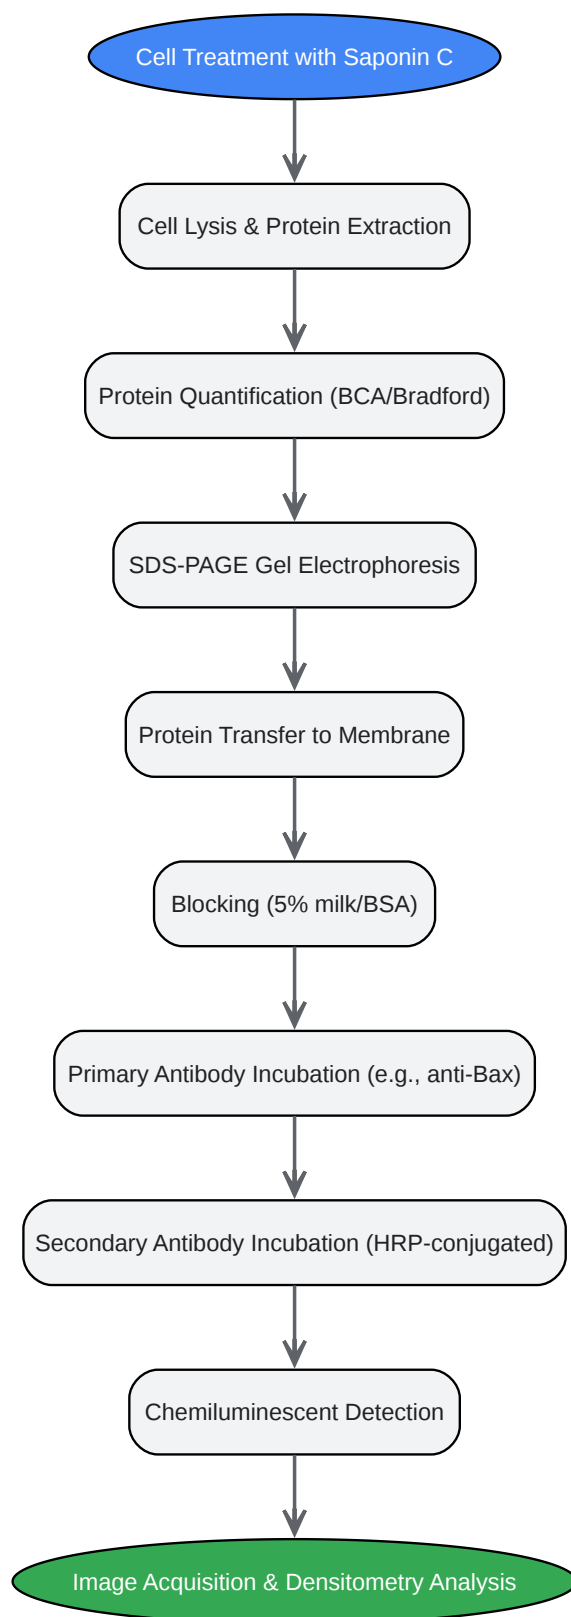 Cell Treatment with Saponin C
Cell Lysis & Protein Extraction
Protein Quantification (BCA/Bradford)
SDS-PAGE Gel Electrophoresis
Protein Transfer to Membrane
Blocking (5% milk/BSA)
Primary Antibody Incubation (e.g., anti-Bax)
Secondary Antibody Incubation (HRP-conjugated)
Chemiluminescent Detection
Image Acquisition & Densitometry Analysis